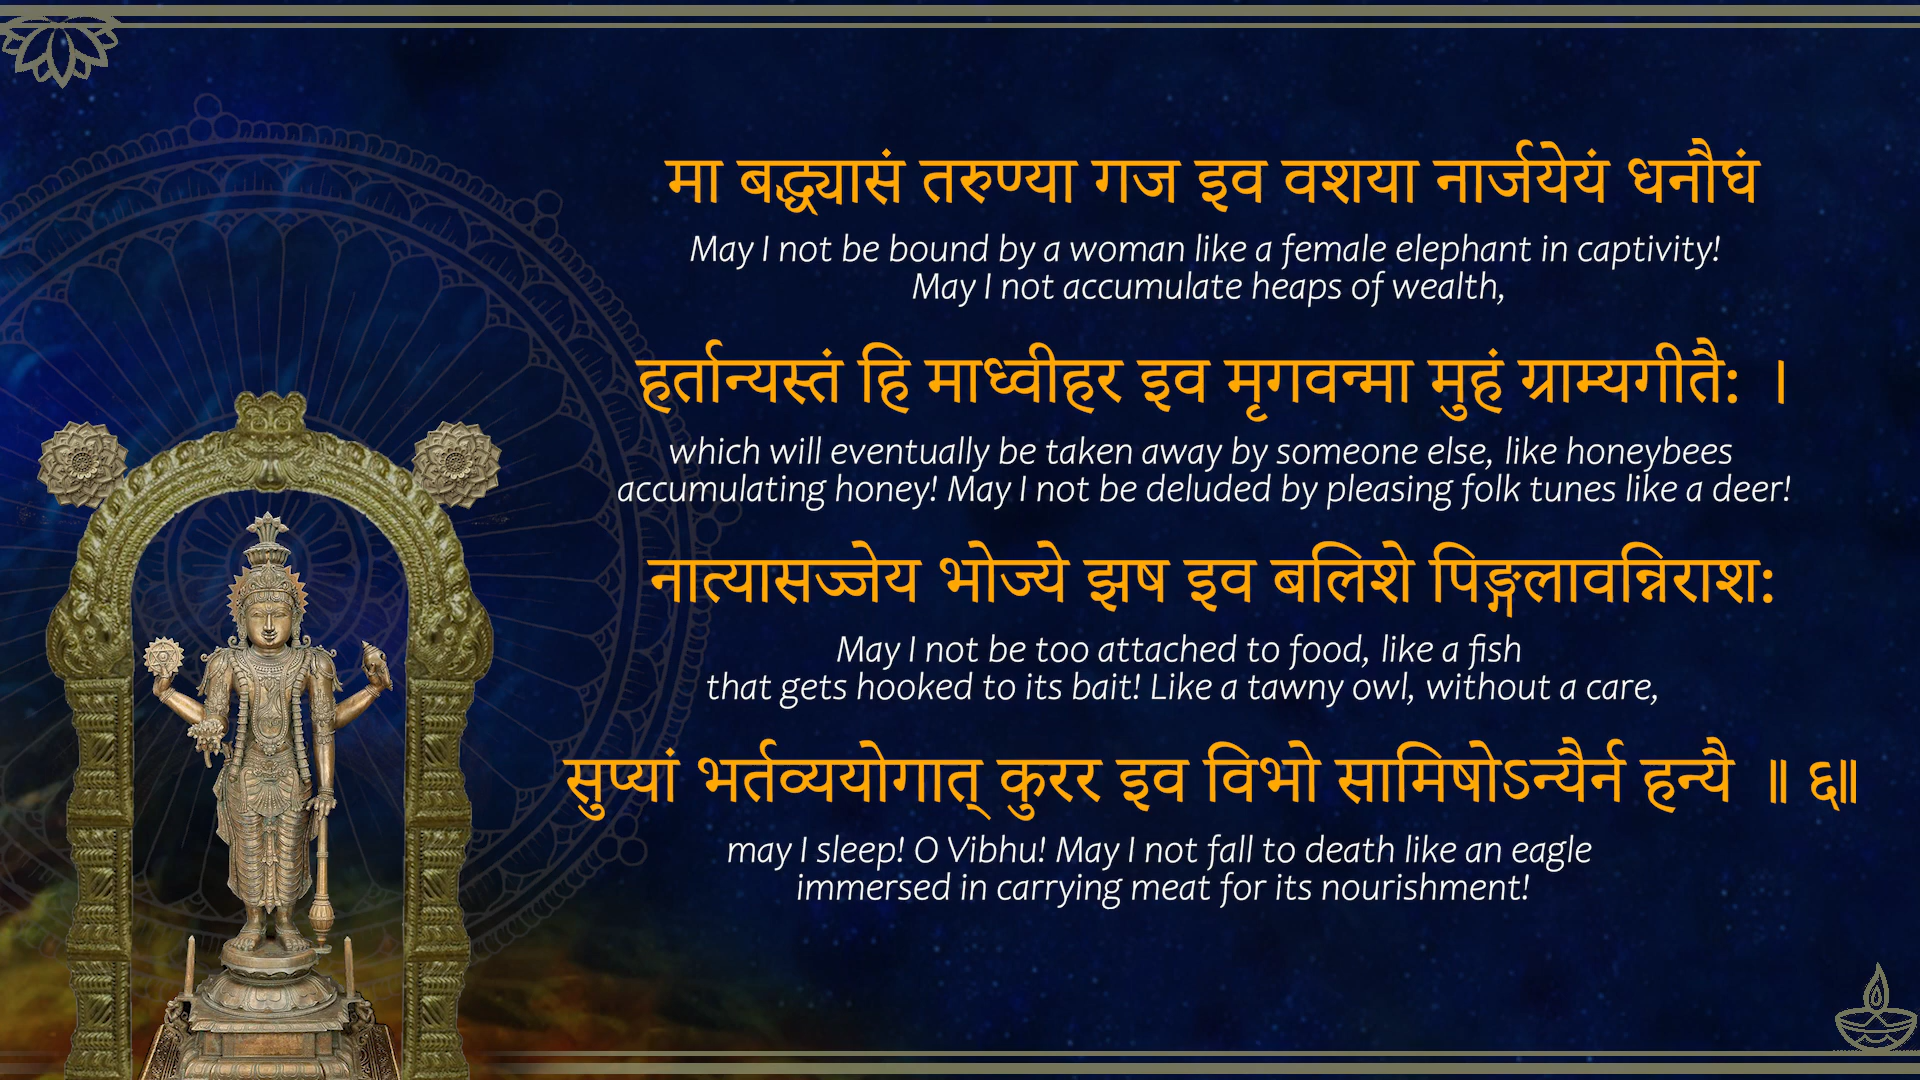 मा बद्ध्यासं तरुण्या गज इव वशया नार्जयेयं धनौघं
May I not be bound by a woman like a female elephant in captivity!
May I not accumulate heaps of wealth,
हर्तान्यस्तं हि माध्वीहर इव मृगवन्मा मुहं ग्राम्यगीतै: ।
which will eventually be taken away by someone else, like honeybees
accumulating honey! May I not be deluded by pleasing folk tunes like a deer!
नात्यासज्जेय भोज्ये झष इव बलिशे पिङ्गलावन्निराश:
May I not be too attached to food, like a fish
that gets hooked to its bait! Like a tawny owl, without a care,
सुप्यां भर्तव्ययोगात् कुरर इव विभो सामिषोऽन्यैर्न हन्यै ॥ ६॥
may I sleep! O Vibhu! May I not fall to death like an eagle
immersed in carrying meat for its nourishment!